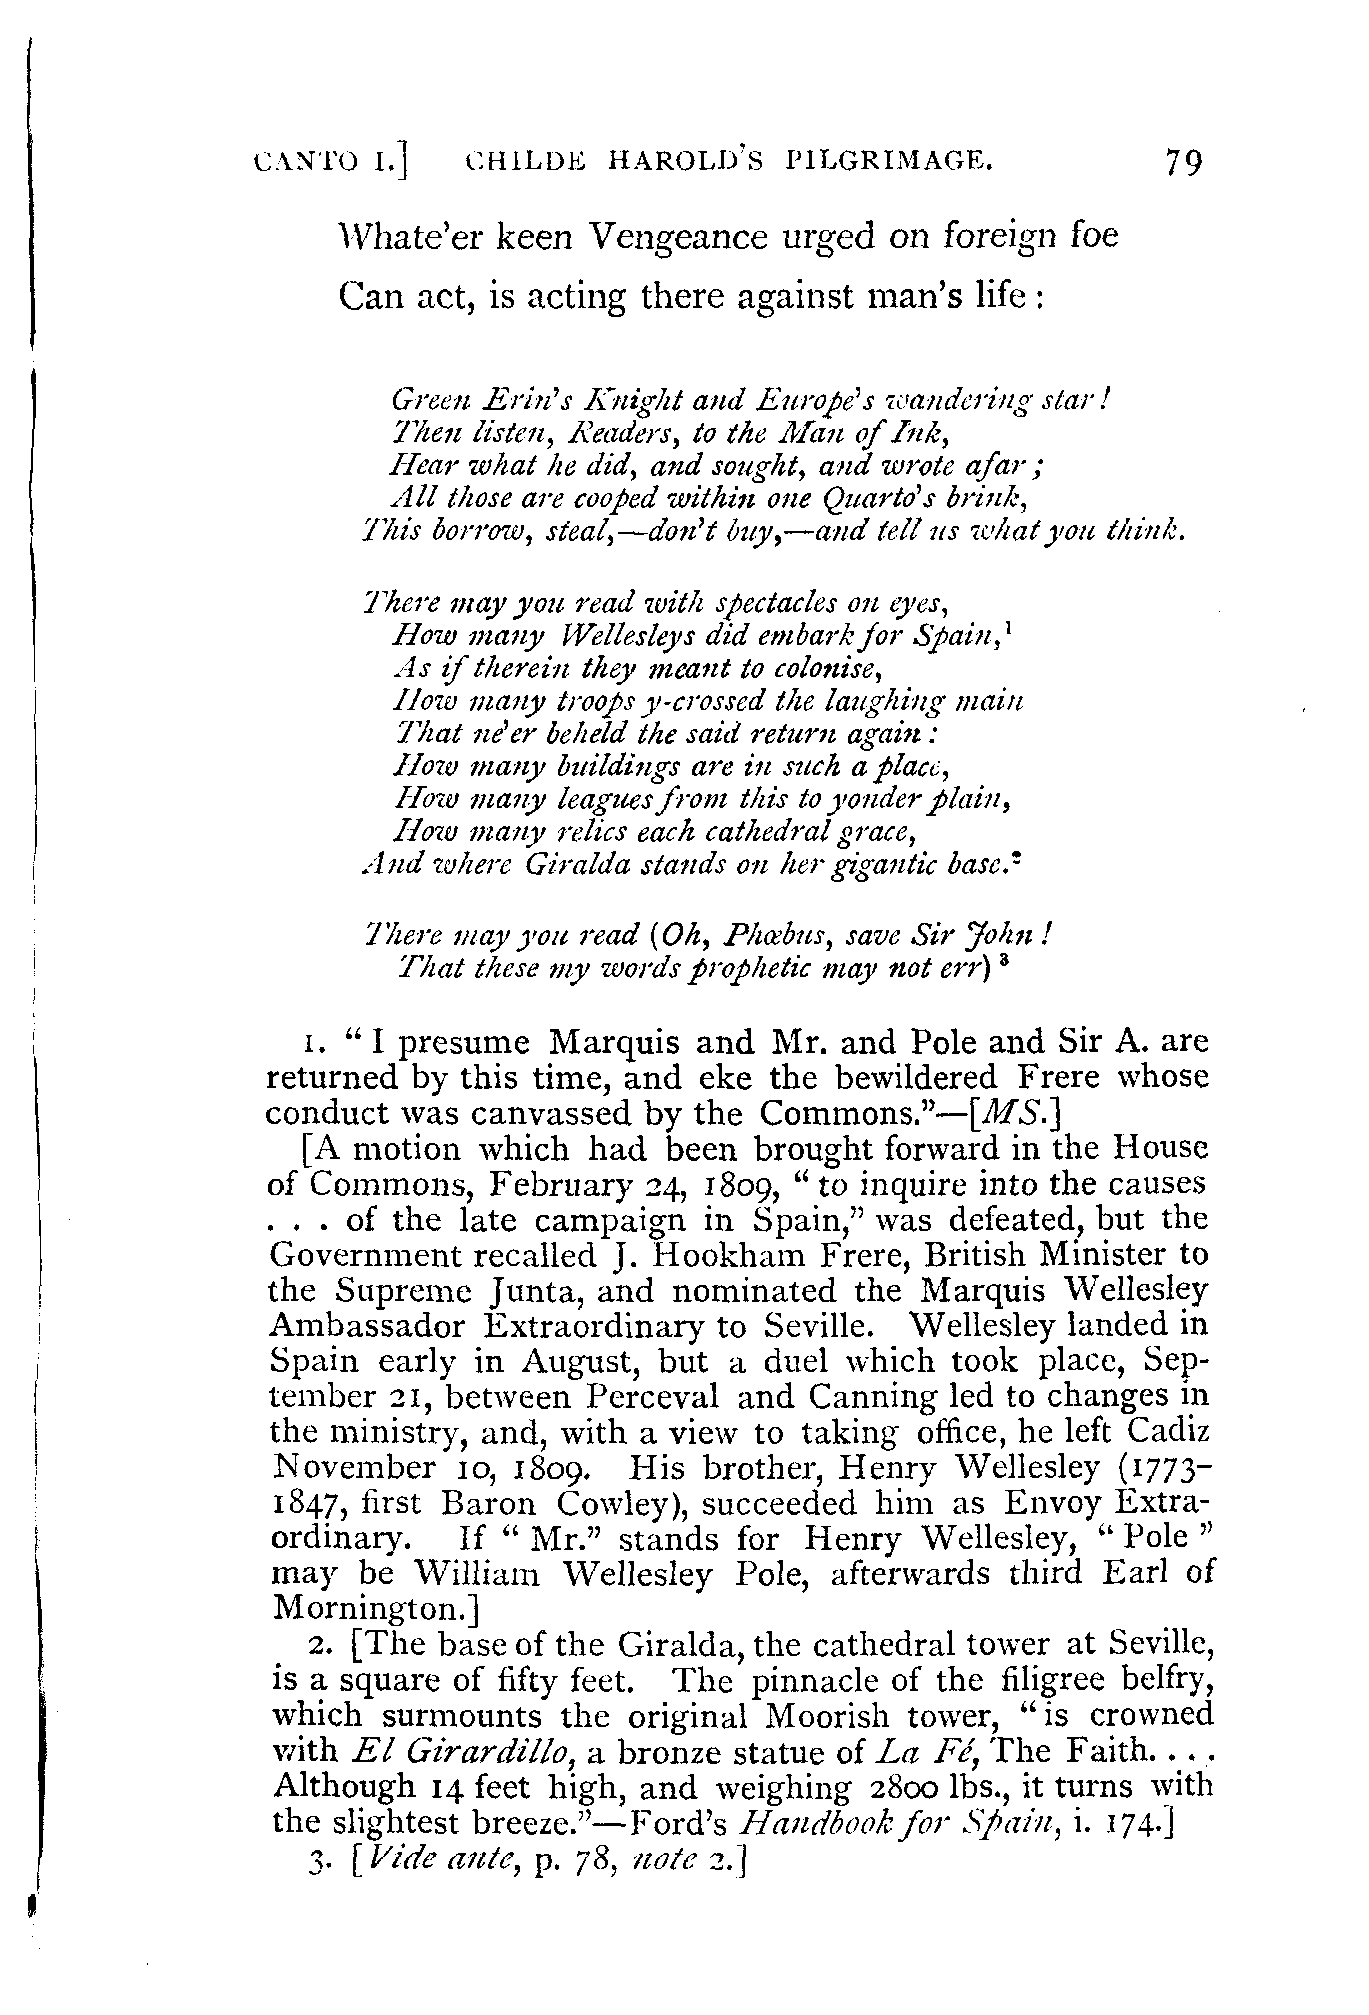 CANTO I.] CHILDE HAROLD'S PILGRIMAGE. 79
Whate'er keen Vengeance urged on foreign foe
Can act, is acting there against man's life :
Green Erin's Knight and Europe's wandering star !
Then listen, Readers, to the Man of Ink,
Hear what he did, and sought, and wrote afar ;
All those are cooped within one Quarto's brink,
This borrow, steal,—don't buy,—and tell us what you think.
There may you read with spectacles on eyes,
How many Wellesleys did embark for Spain,¹
As if therein they meant to colonise,
How many troops y-crossed the laughing main
That ne'er beheld the said return again :
How many buildings are in such a place,
How many leagues from this to yonder plain,
How many relics each cathedral grace,
And where Giralda stands on her gigantic base.²
There may you read (Oh, Phœbus, save Sir John !
That these my words prophetic may not err) ³
1. " I presume Marquis and Mr. and Pole and Sir A. are
returned by this time, and eke the bewildered Frere whose
conduct was canvassed by the Commons."—[MS.]
[A motion which had been brought forward in the House
of Commons, February 24, 1809, " to inquire into the causes
. . . of the late campaign in Spain," was defeated, but the
Government recalled J. Hookham Frere, British Minister to
the Supreme Junta, and nominated the Marquis Wellesley
Ambassador Extraordinary to Seville. Wellesley landed in
Spain early in August, but a duel which took place, Sep-
tember 21, between Perceval and Canning led to changes in
the ministry, and, with a view to taking office, he left Cadiz
November 10, 1809. His brother, Henry Wellesley (1773–
1847, first Baron Cowley), succeeded him as Envoy Extra-
ordinary. If " Mr." stands for Henry Wellesley, " Pole "
may be William Wellesley Pole, afterwards third Earl of
Mornington.]
2. [The base of the Giralda, the cathedral tower at Seville,
is a square of fifty feet. The pinnacle of the filigree belfry,
which surmounts the original Moorish tower, " is crowned
with El Girardillo, a bronze statue of La Fé, The Faith. . . .
Although 14 feet high, and weighing 2800 lbs., it turns with
the slightest breeze."—Ford's Handbook for Spain, i. 174.]
3. [Vide ante, p. 78, note 2.]